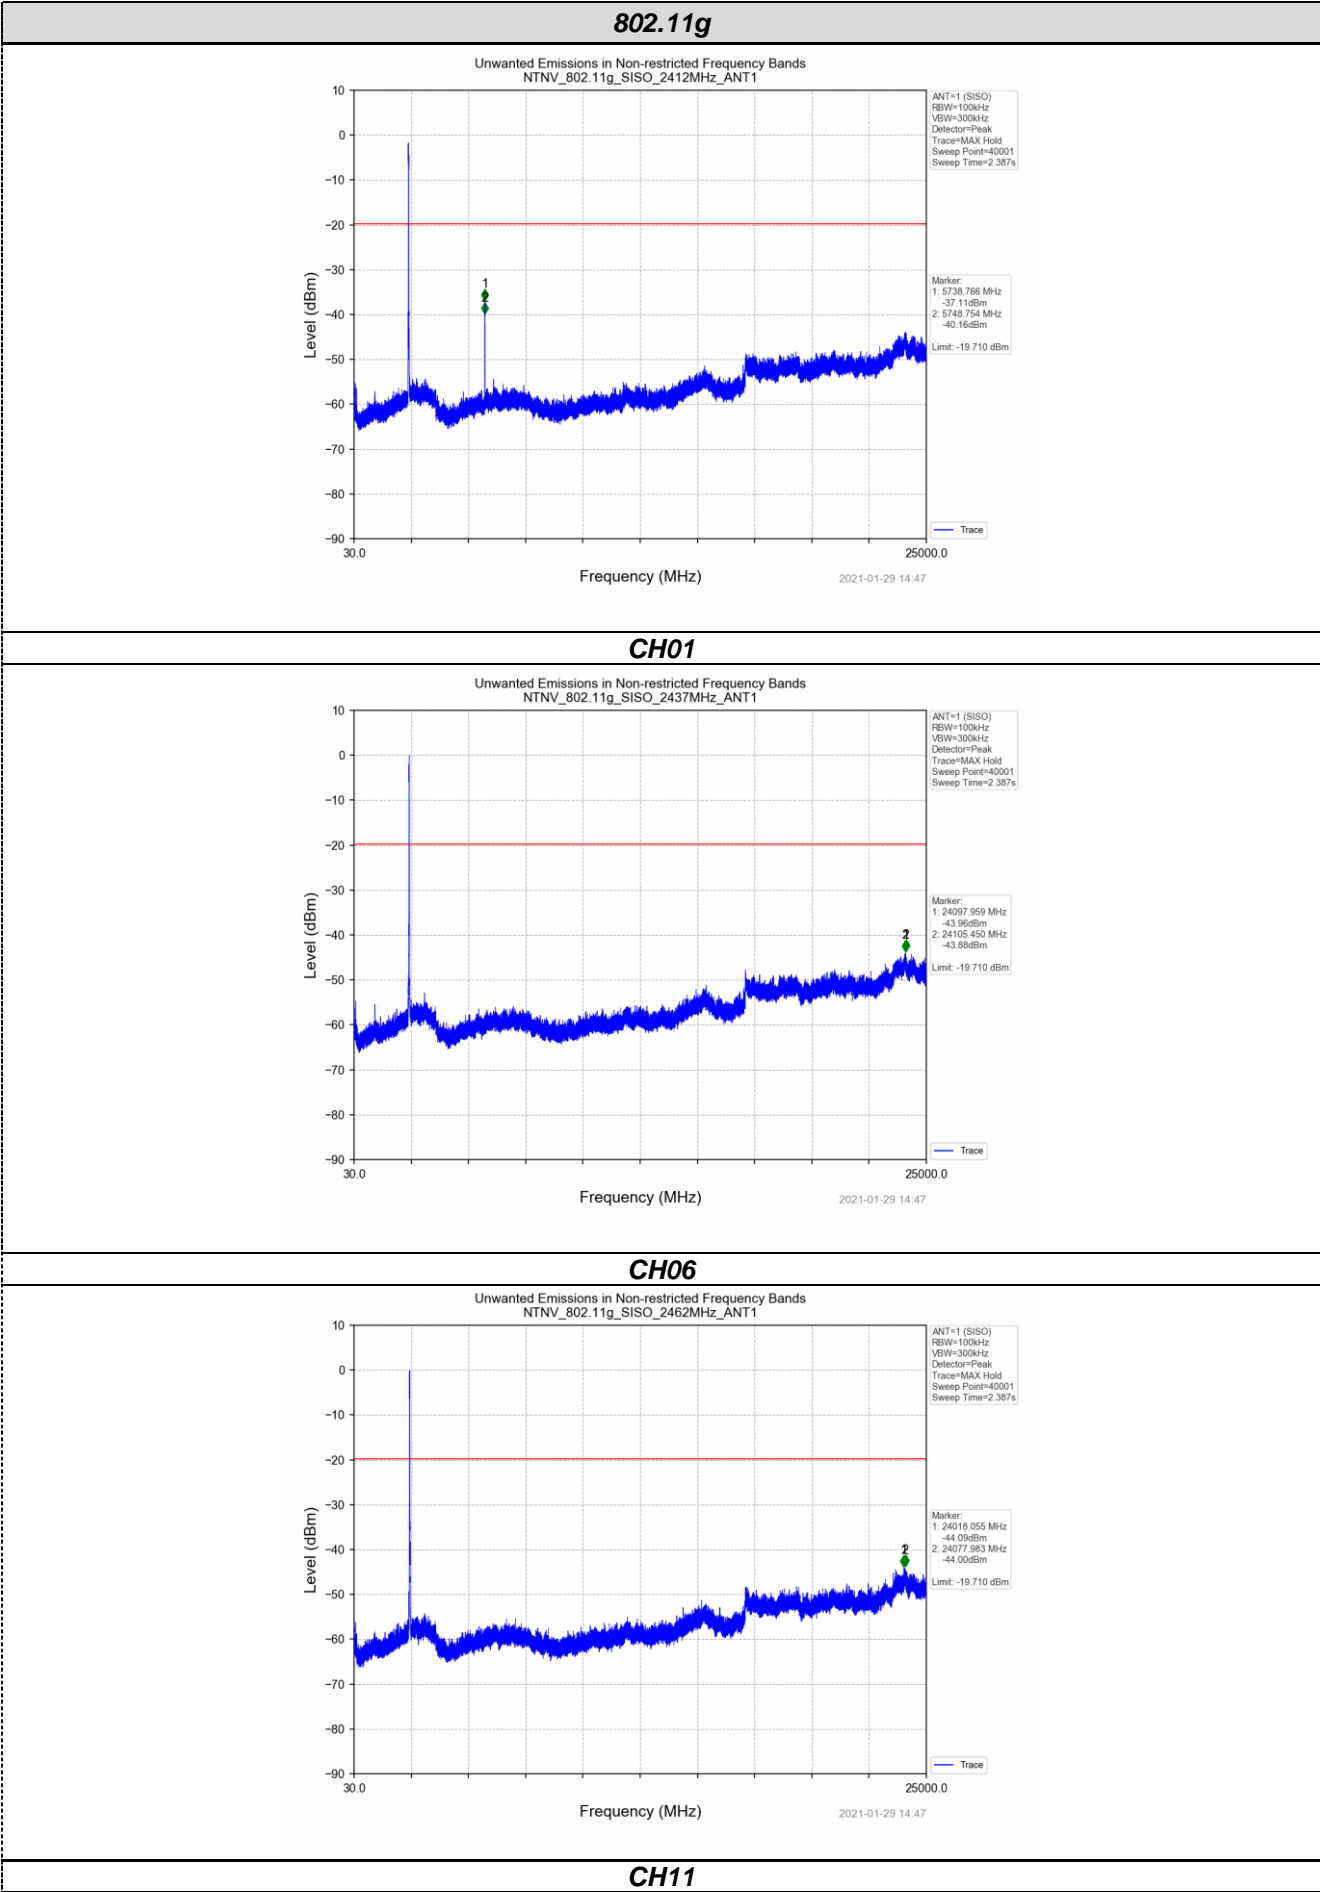 802.11g
Unwanted Emissions in Non-restricted Frequency Bands
NTNV_802.11g_SISO_2412MHz_ANT1
10
0
−10
−20
−30
−40
−50
−60
−70
−80
−90
Level (dBm)
1
2
30.0
25000.0
Frequency (MHz)
2021-01-29 14:47
ANT=1 (SISO)
RBW=100kHz
VBW=300kHz
Detector=Peak
Trace=MAX Hold
Sweep Point=40001
Sweep Time=2.387s
Marker:
1: 5738.766 MHz
-37.11dBm
2: 5748.754 MHz
-40.16dBm
Limit: -19.710 dBm
Trace
CH01
Unwanted Emissions in Non-restricted Frequency Bands
NTNV_802.11g_SISO_2437MHz_ANT1
10
0
−10
−20
−30
−40
−50
−60
−70
−80
−90
Level (dBm)
1
2
30.0
25000.0
Frequency (MHz)
2021-01-29 14:47
ANT=1 (SISO)
RBW=100kHz
VBW=300kHz
Detector=Peak
Trace=MAX Hold
Sweep Point=40001
Sweep Time=2.387s
Marker:
1: 24097.959 MHz
-43.96dBm
2: 24105.450 MHz
-43.88dBm
Limit: -19.710 dBm
Trace
CH06
Unwanted Emissions in Non-restricted Frequency Bands
NTNV_802.11g_SISO_2462MHz_ANT1
10
0
−10
−20
−30
−40
−50
−60
−70
−80
−90
Level (dBm)
1
2
30.0
25000.0
Frequency (MHz)
2021-01-29 14:47
ANT=1 (SISO)
RBW=100kHz
VBW=300kHz
Detector=Peak
Trace=MAX Hold
Sweep Point=40001
Sweep Time=2.387s
Marker:
1: 24018.055 MHz
-44.09dBm
2: 24077.983 MHz
-44.00dBm
Limit: -19.710 dBm
Trace
CH11